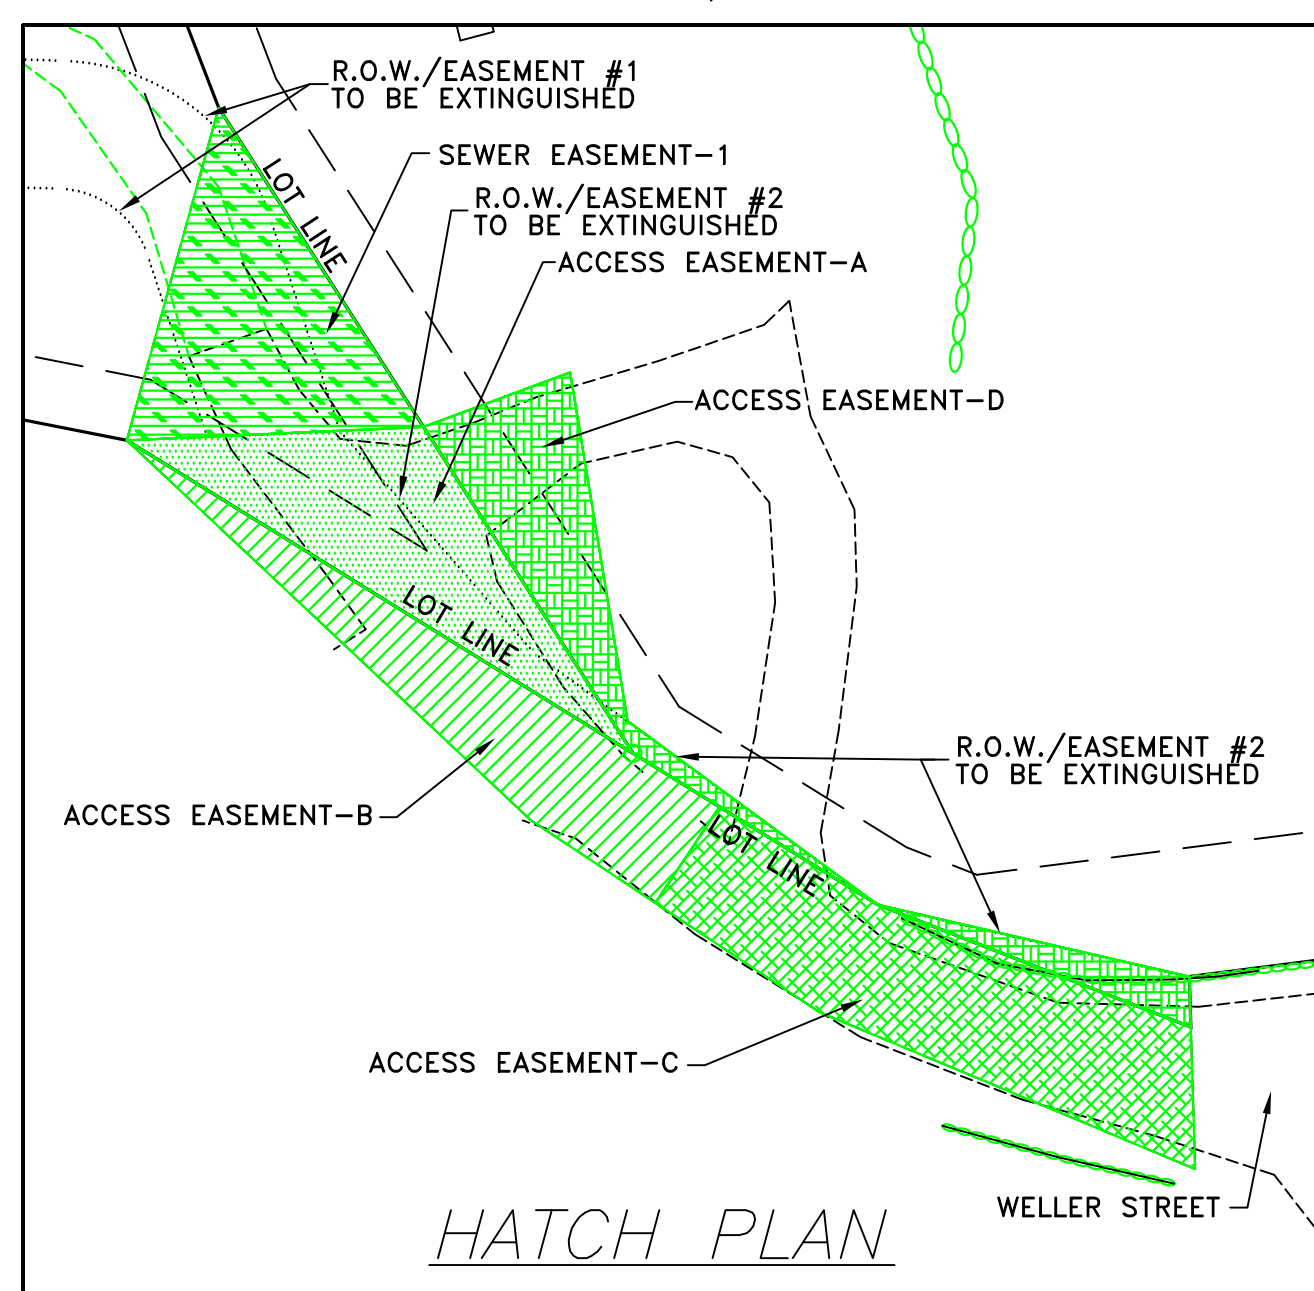 R.O.W./EASEMENT #1
TO BE EXTINGUISHED
SEWER EASEMENT-1
LOT LINE
R.O.W./EASEMENT #2
TO BE EXTINGUISHED
ACCESS EASEMENT-A
ACCESS EASEMENT-D
LOT LINE
R.O.W./EASEMENT #2
TO BE EXTINGUISHED
ACCESS EASEMENT-B
LOT LINE
ACCESS EASEMENT-C
WELLER STREET
HATCH PLAN